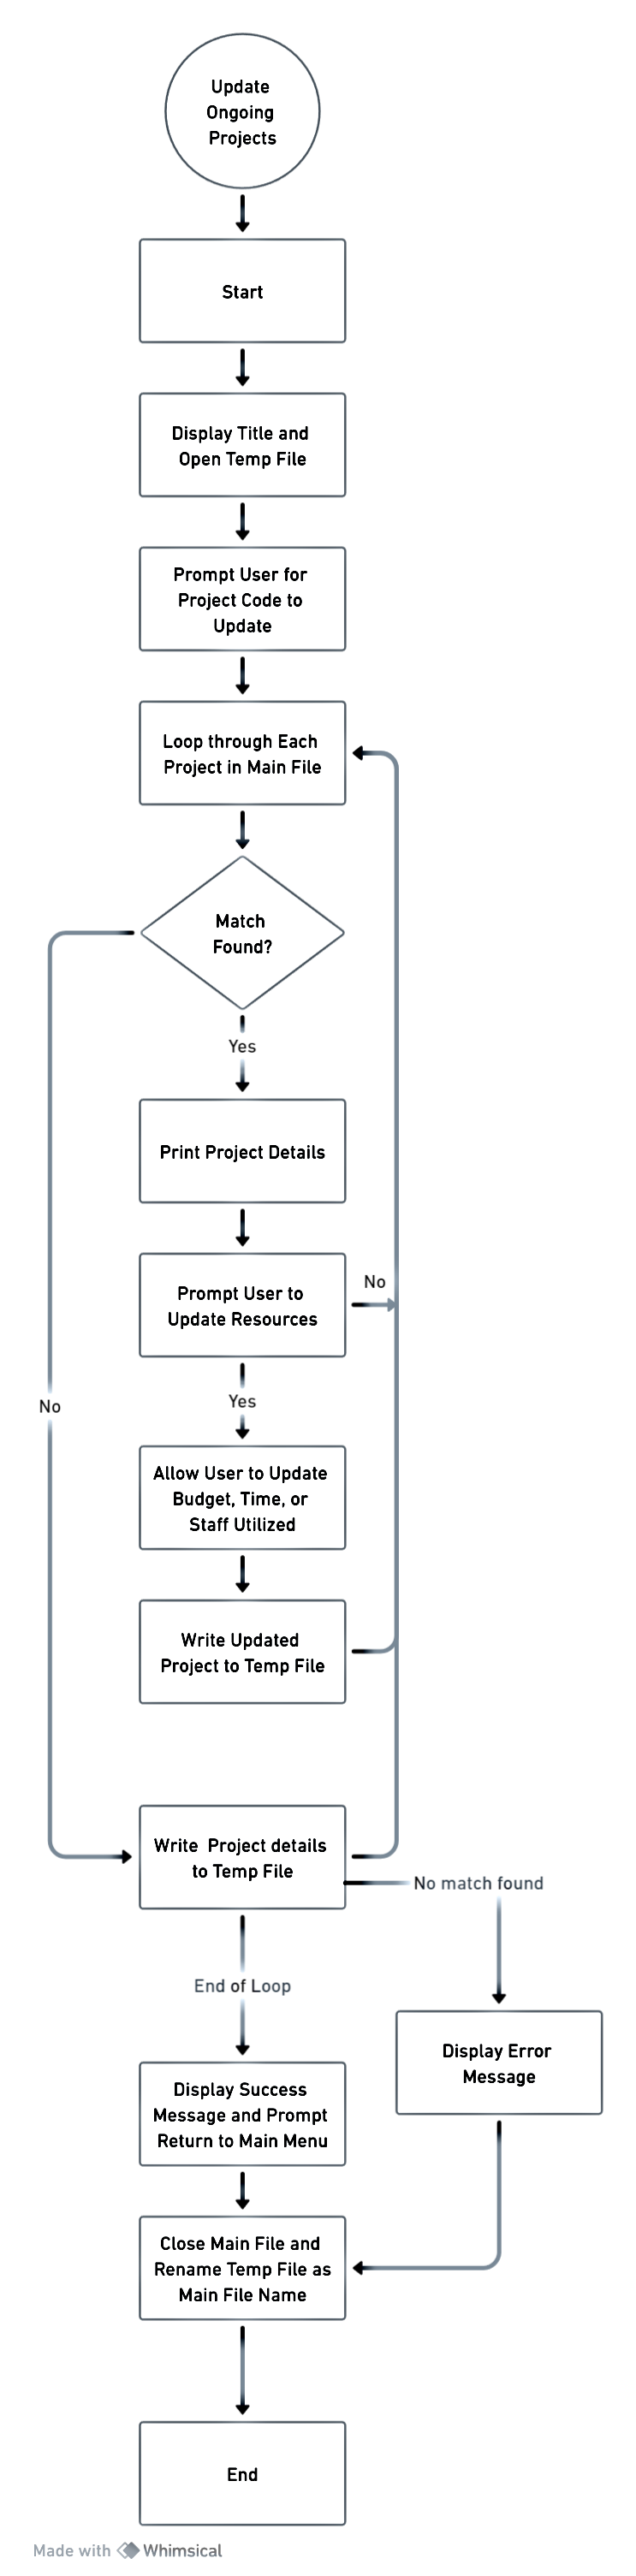 Update
Ongoing
Projects
Start
Display Title and
Open Temp File
Prompt User for
Project Code to
Update
Loop through Each
Project in Main File
Match
Found?
Yes
Print Project Details
Prompt User to
Update Resources
No
Yes
No
Allow User to Update
Budget, Time, or
Staff Utilized
Write Updated
Project to Temp File
Write Project details
to Temp File
No match found
End of Loop
Display Error
Message
Display Success
Message and Prompt
Return to Main Menu
Close Main File and
Rename Temp File as
Main File Name
End
Made with Whimsical